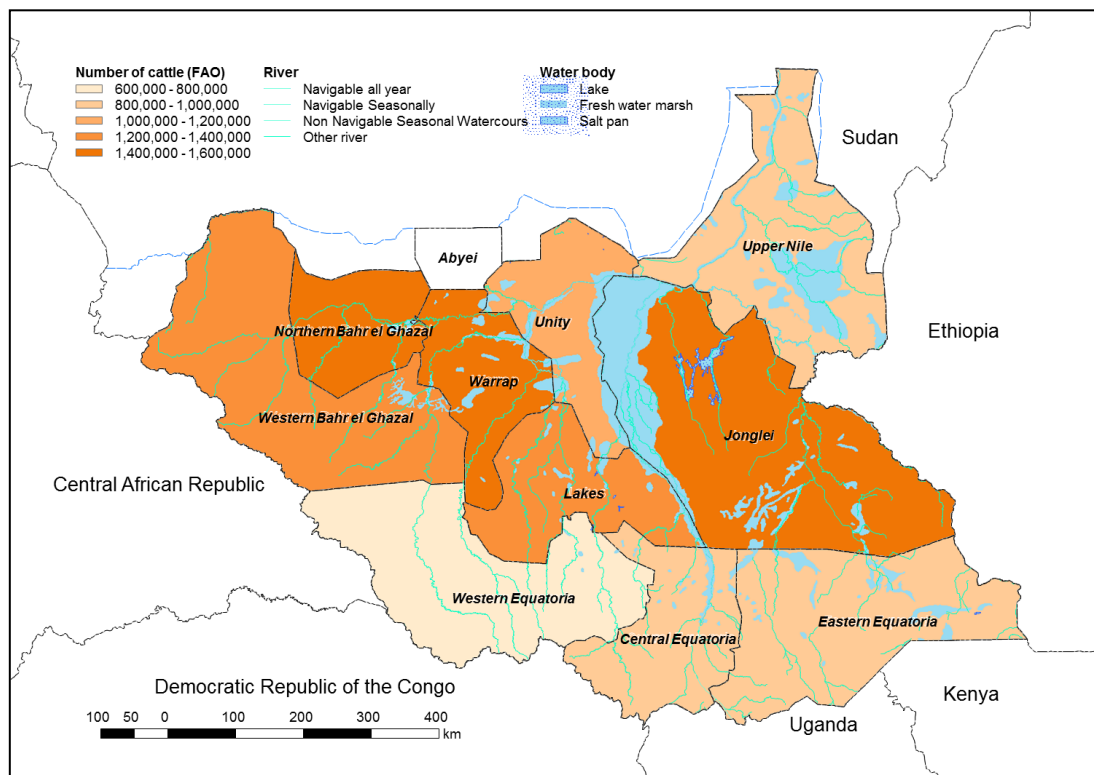 Number of cattle (FAO)
600,000 - 800,000
800,000 - 1,000,000
1,000,000 - 1,200,000
1,200,000 - 1,400,000
1,400,000 - 1,600,000
River
Navigable all year
Navigable Seasonally
Non Navigable Seasonal Watercours
Other river
Water body
Lake
Fresh water marsh
Salt pan
Sudan
Upper Nile
Abyei
Ethiopia
Northern Bahr el Ghazal
Unity
Warrap
Western Bahr el Ghazal
Jonglei
Central African Republic
Lakes
Western Equatoria
Eastern Equatoria
Central Equatoria
Democratic Republic of the Congo
Kenya
Uganda
100 50 0 100 200 300 400
km